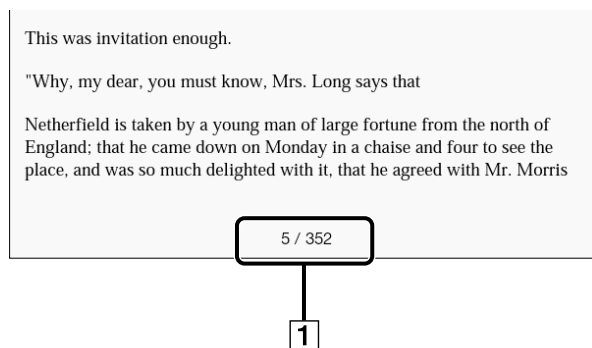 This was invitation enough.
"Why, my dear, you must know, Mrs. Long says that
Netherfield is taken by a young man of large fortune from the north of
England; that he came down on Monday in a chaise and four to see the
place, and was so much delighted with it, that he agreed with Mr. Morris
5 / 352
1